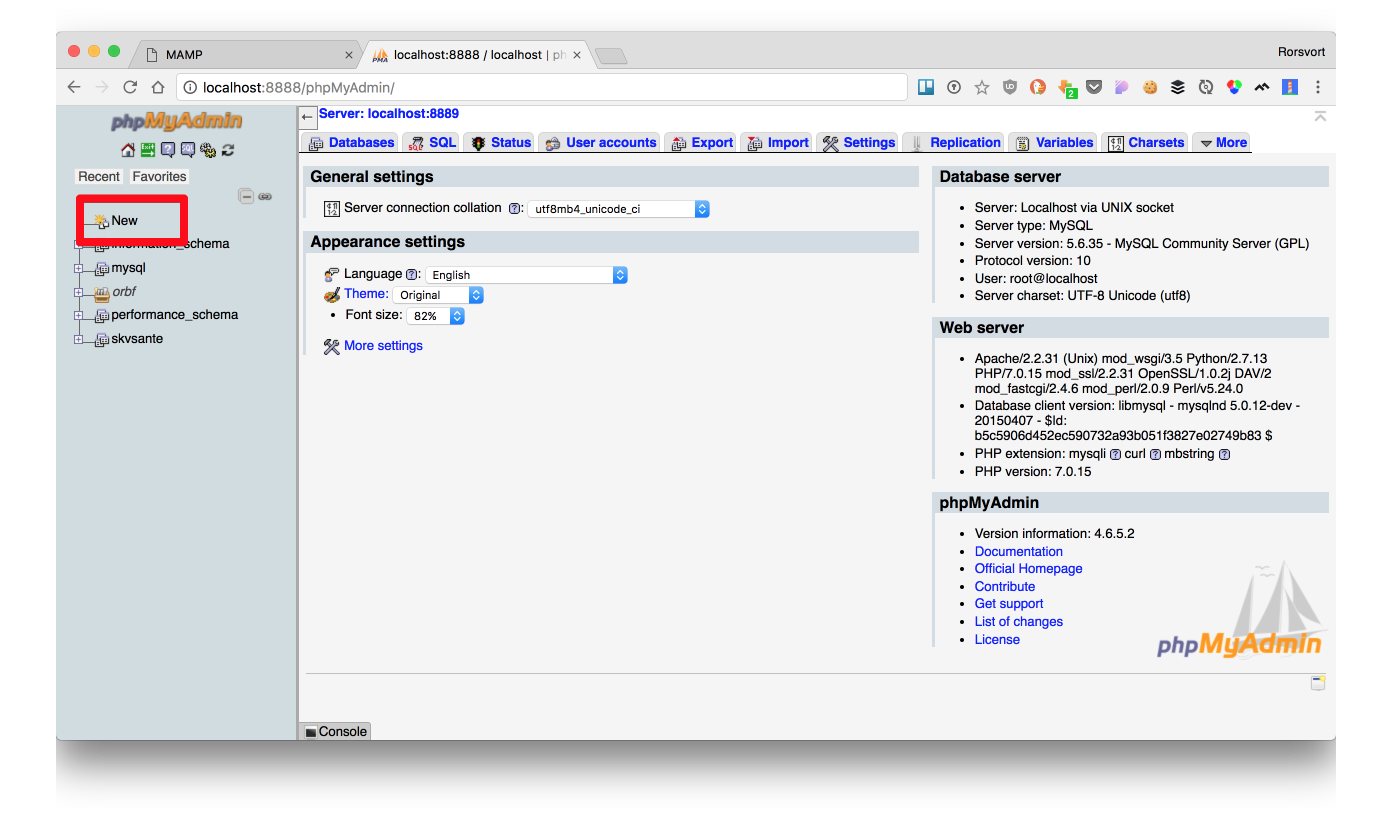 MAMP
localhost:8888 / localhost | ph
Rorsvort
localhost:8888/phpMyAdmin/
2
phpMyAdmin
Recent Favorites
New
information_schema
mysql
orbf
performance_schema
skvsante
Server: localhost:8889
Databases SQL Status User accounts Export Import Settings Replication Variables Charsets More
General settings
Server connection collation ?: utf8mb4_unicode_ci
Appearance settings
Language ?: English
Theme: Original
• Font size: 82%
More settings
Database server
• Server: Localhost via UNIX socket
• Server type: MySQL
• Server version: 5.6.35 - MySQL Community Server (GPL)
• Protocol version: 10
• User: root@localhost
• Server charset: UTF-8 Unicode (utf8)
Web server
• Apache/2.2.31 (Unix) mod_wsgi/3.5 Python/2.7.13
PHP/7.0.15 mod_ssl/2.2.31 OpenSSL/1.0.2j DAV/2
mod_fastcgi/2.4.6 mod_perl/2.0.9 Perl/v5.24.0
• Database client version: libmysql - mysqlnd 5.0.12-dev -
20150407 - $Id:
b5c5906d452ec590732a93b051f3827e02749b83 $
• PHP extension: mysqli ? curl ? mbstring ?
• PHP version: 7.0.15
phpMyAdmin
• Version information: 4.6.5.2
• Documentation
• Official Homepage
• Contribute
• Get support
• List of changes
• License
phpMyAdmin
Console